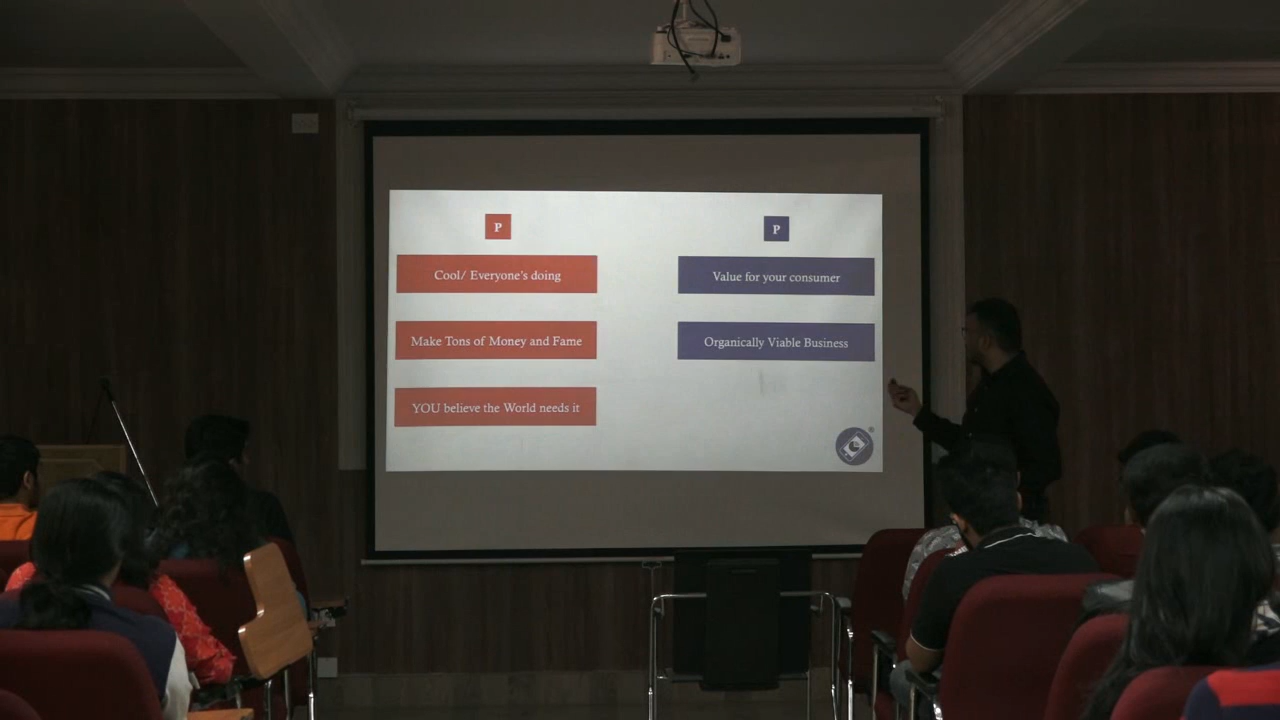 P
Cool/ Everyone's doing
Make Tons of Money and Fame
YOU believe the World needs it
P
Value for your consumer
Organically Viable Business
®